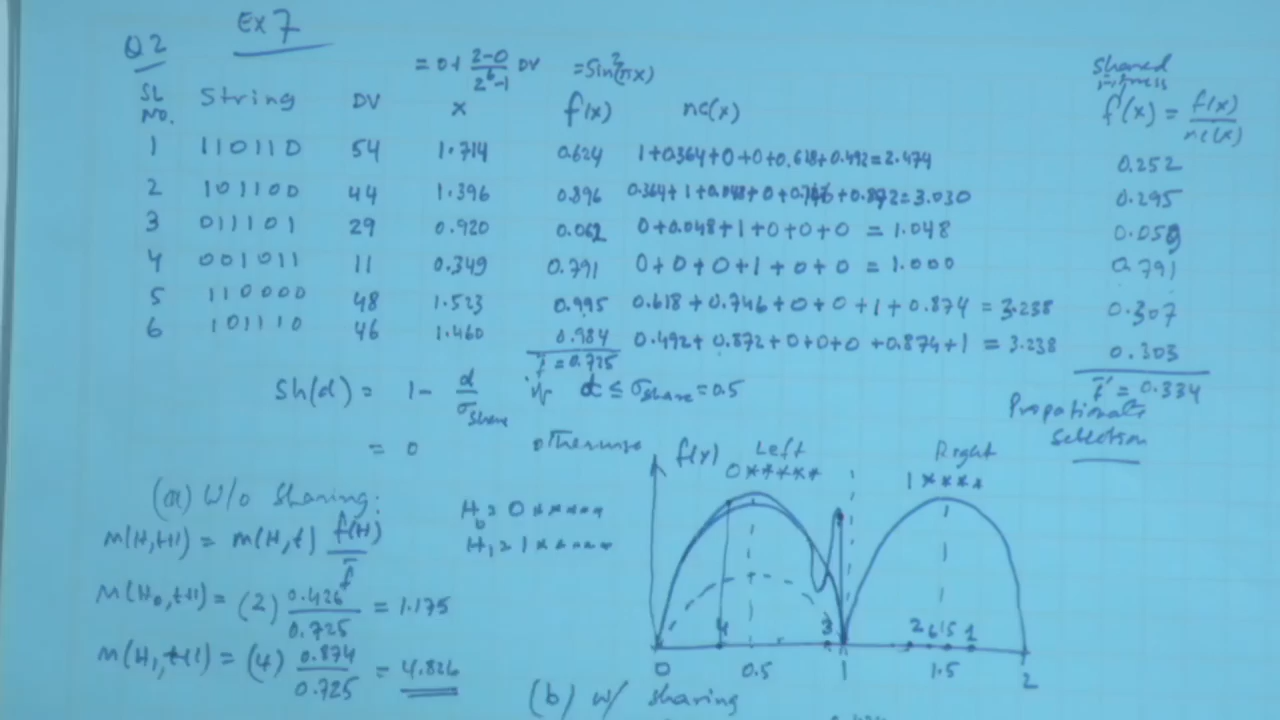 Q2 Ex 7
= 0 + (2-0)/(2^6-1) DV = Sin²(πx) Shared fitness
SL NO. String DV x f(x) nc(x) f'(x) = f(x)/nc(x)
1 110110 54 1.714 0.624 1+0.364+0+0+0.618+0.492=2.474 0.252
2 101100 44 1.396 0.896 0.364+1+0.048+0+0.746+0.872=3.030 0.295
3 011101 29 0.920 0.062 0+0.048+1+0+0+0 = 1.048 0.059
4 001011 11 0.349 0.791 0+0+0+1+0+0 = 1.000 0.791
5 110000 48 1.523 0.995 0.618+0.746+0+0+1+0.874 = 3.238 0.307
6 101110 46 1.460 0.984 0.492+0.872+0+0+0+0.874+1 = 3.238 0.303
f̄ = 0.725
f̄' = 0.334
Sh(d) = 1 - d/σshare if d ≤ σshare = 0.5
= 0 otherwise
Propotionate selection
(a) w/o sharing:
m(H,t+1) = m(H,t) f(H)/f̄
H0 = 0*****
H1 = 1*****
m(H0,t+1) = (2) 0.426/0.725 = 1.175
m(H1,t+1) = (4) 0.874/0.725 = 4.826
f(x) Left Right
0***** 1****
4 3 2 6 5 1
0 0.5 1 1.5 2
(b) w/ sharing